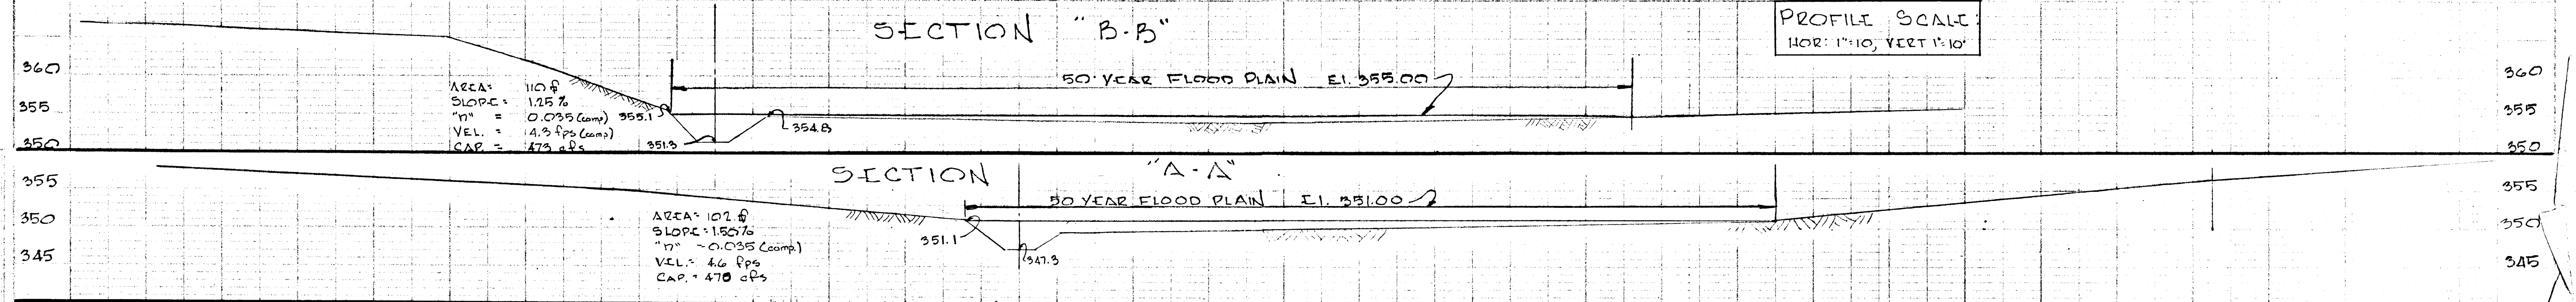 SECTION "B-B"
PROFILE SCALE:
HOR: 1"=10', VERT 1"=10'
360
355
350
50 YEAR FLOOD PLAIN El. 355.00
AREA= 110 ⏍
SLOPE= 1.25 %
"n" = 0.035 (comp)
VEL. = 4.3 fps (comp)
CAP. = 473 cfs
355.1
351.3
354.8
360
355
350
SECTION "A-A"
355
350
345
50 YEAR FLOOD PLAIN El. 351.00
AREA= 102 ⏍
SLOPE= 1.50%
"n" - 0.035 (comp.)
VEL.= 4.6 fps
CAP.= 470 cfs
351.1
347.3
355
350
345